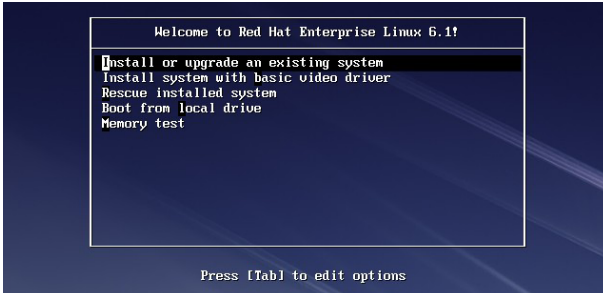 Welcome to Red Hat Enterprise Linux 6.1!
Install or upgrade an existing system
Install system with basic video driver
Rescue installed system
Boot from local drive
Memory test
Press [Tab] to edit options